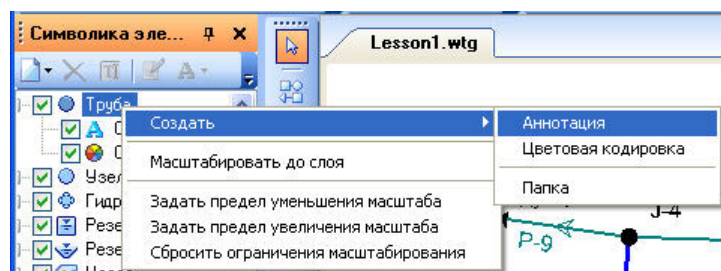 Символика эле...
Lesson1.wtg
Труба
Создать
Аннотация
Цветовая кодировка
Масштабировать до слоя
Папка
Узел
Гидр
Задать предел уменьшения масштаба
J-4
Резе
Задать предел увеличения масштаба
P-9
Резе
Сбросить ограничения масштабирования